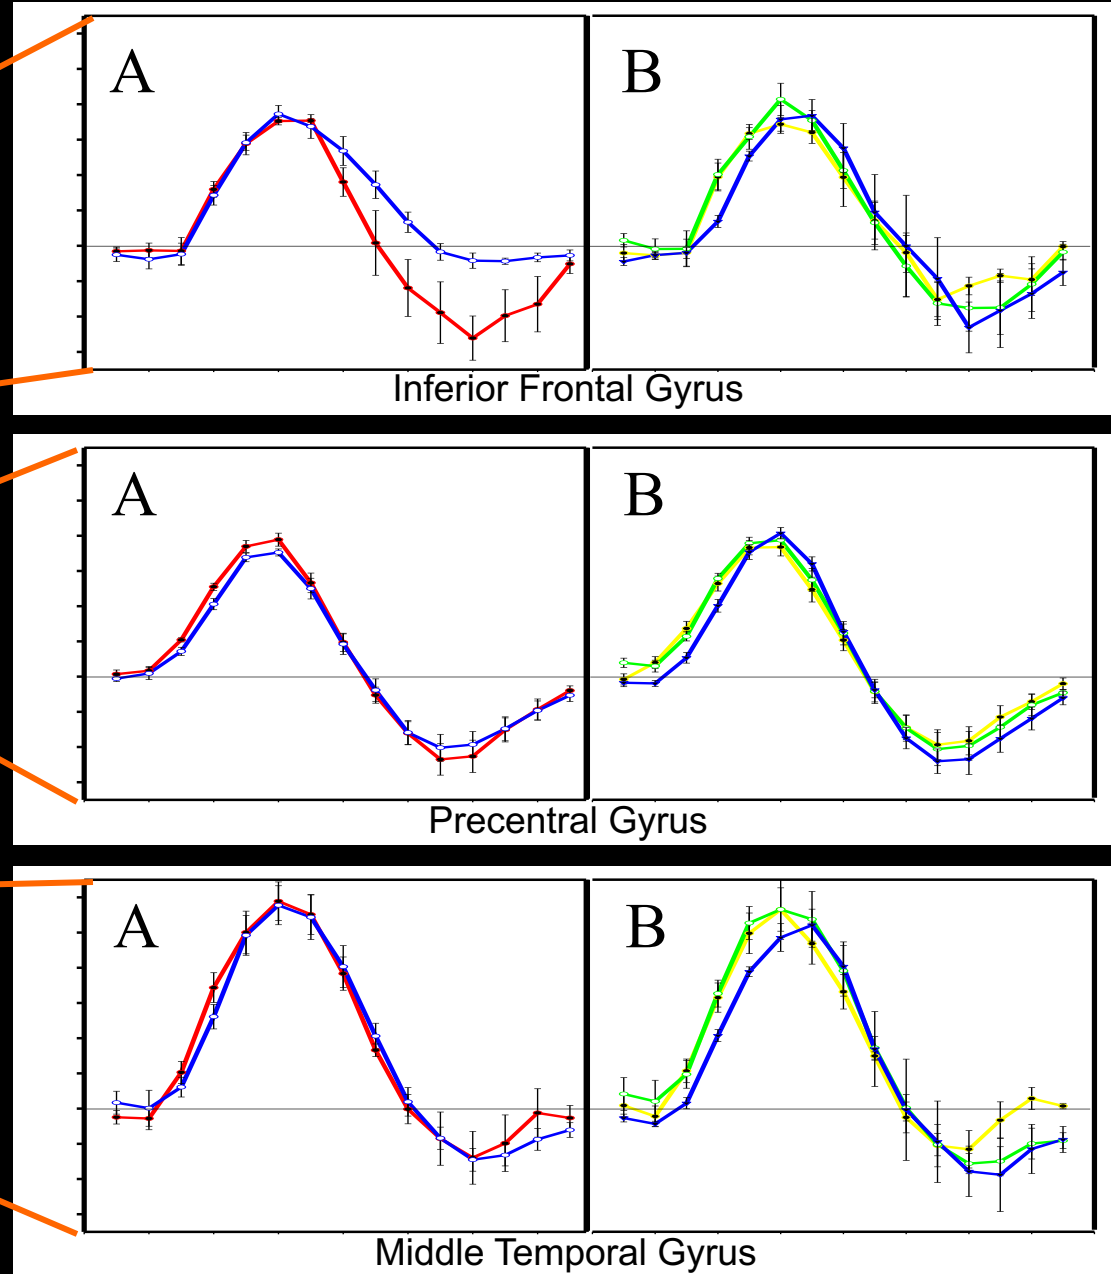 A B
Inferior Frontal Gyrus
A B
Precentral Gyrus
A B
Middle Temporal Gyrus